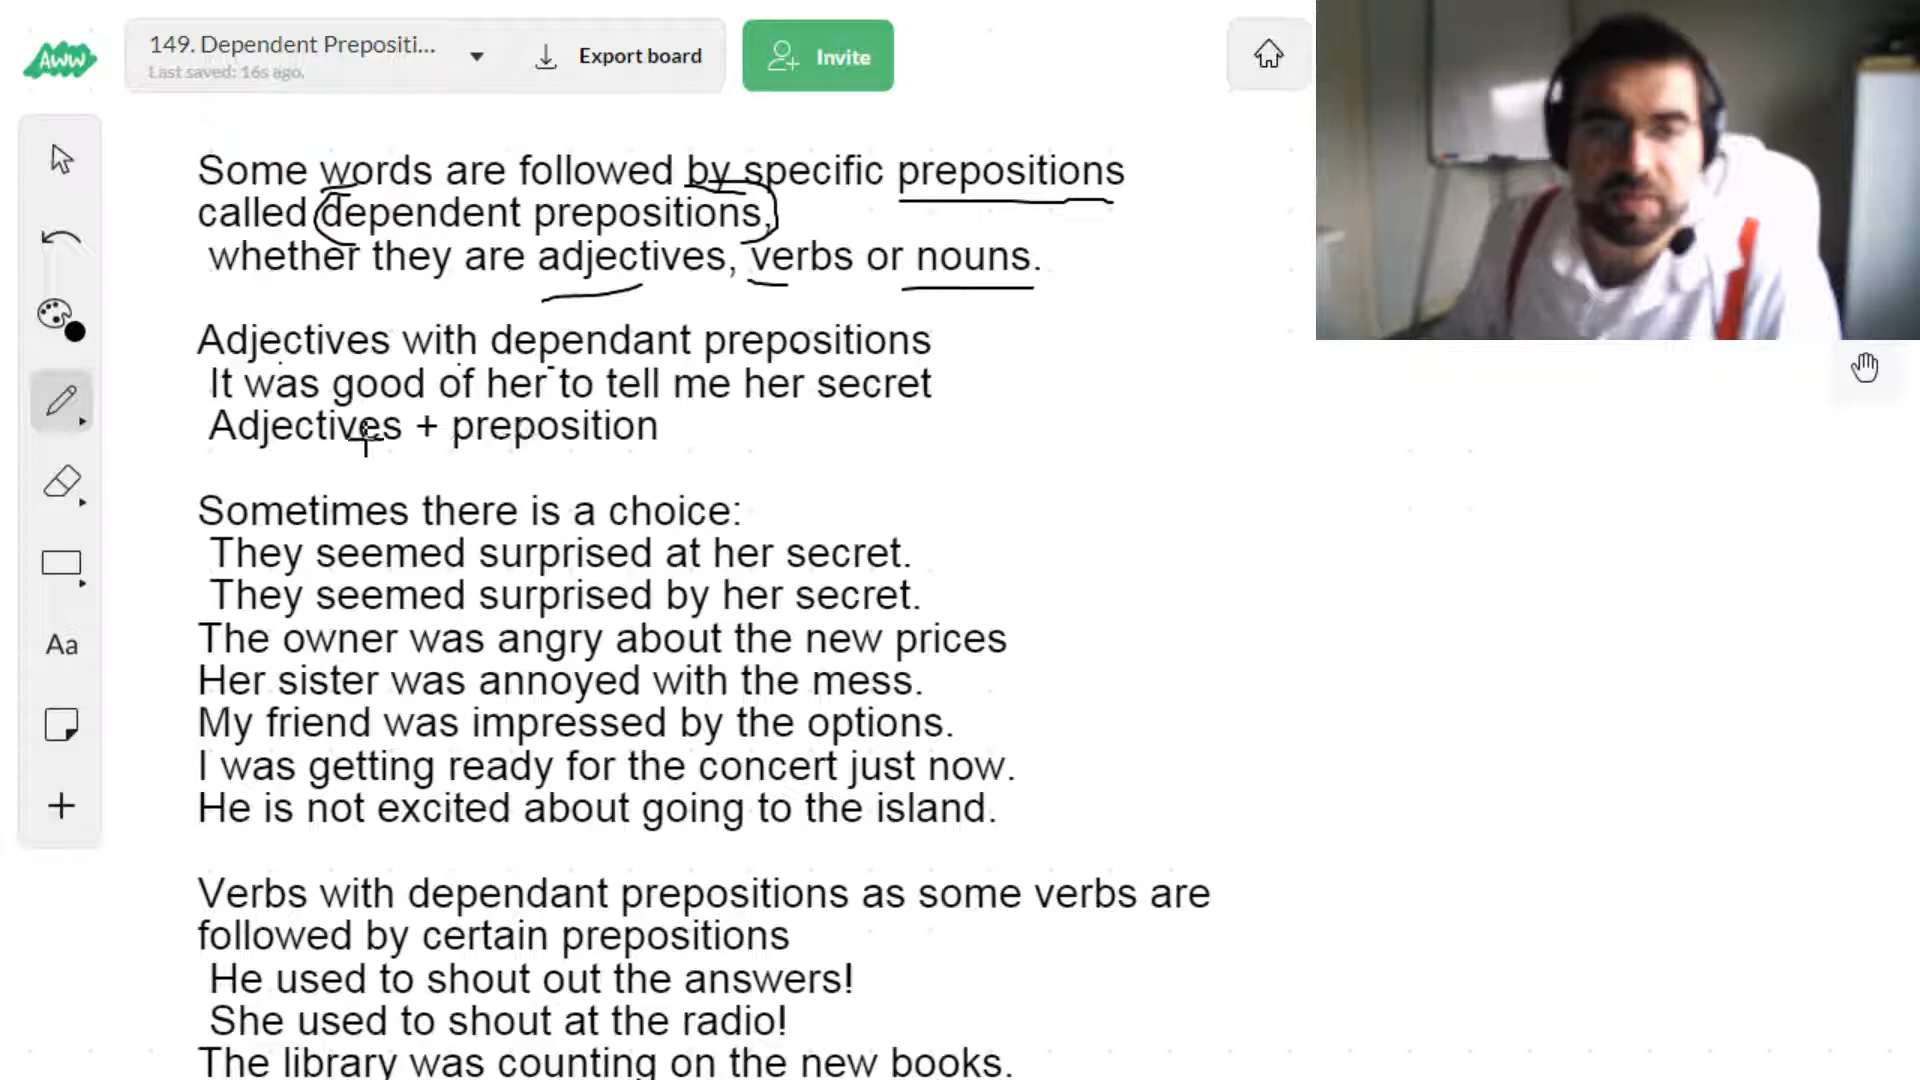 AWW
149. Dependent Prepositi...
Last saved: 16s ago.
Export board
Invite
Some words are followed by specific prepositions
called dependent prepositions,
whether they are adjectives, verbs or nouns.
Adjectives with dependant prepositions
It was good of her to tell me her secret
Adjectives + preposition
Sometimes there is a choice:
They seemed surprised at her secret.
They seemed surprised by her secret.
The owner was angry about the new prices
Her sister was annoyed with the mess.
My friend was impressed by the options.
I was getting ready for the concert just now.
He is not excited about going to the island.
Verbs with dependant prepositions as some verbs are
followed by certain prepositions
He used to shout out the answers!
She used to shout at the radio!
The library was counting on the new books.
Aa